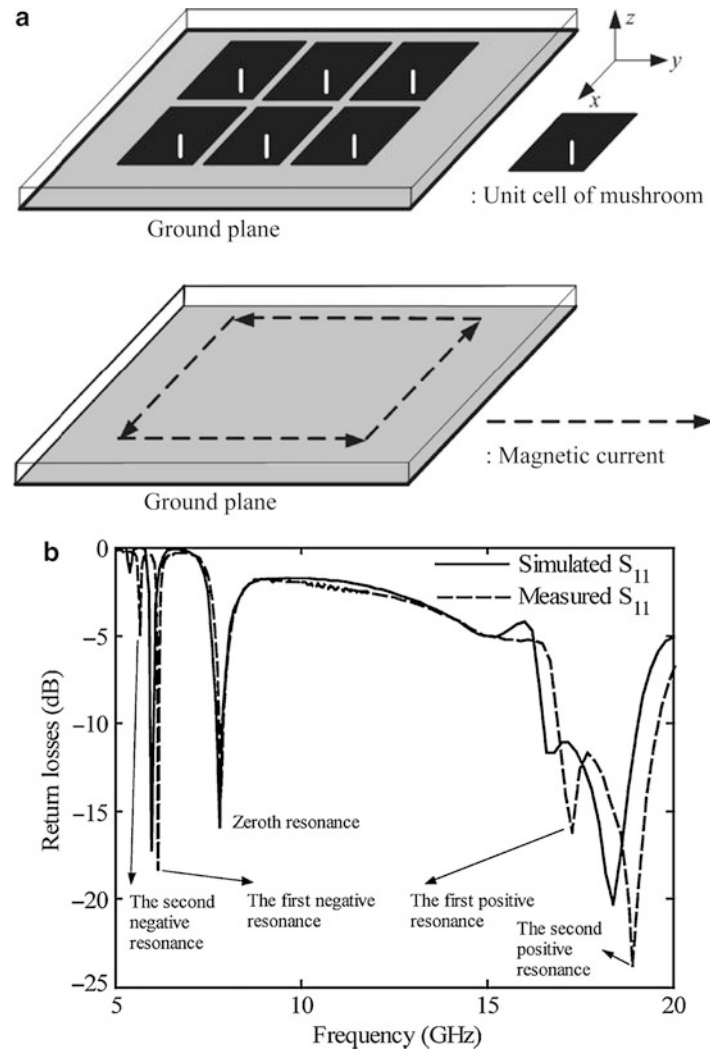 a
z
y
x
: Unit cell of mushroom
Ground plane
: Magnetic current
Ground plane
b
0
−5
−10
−15
−20
−25
Return losses (dB)
Simulated S11
Measured S11
Zeroth resonance
The second
negative
resonance
The first negative
resonance
The first positive
resonance
The second
positive
resonance
5
10
15
20
Frequency (GHz)